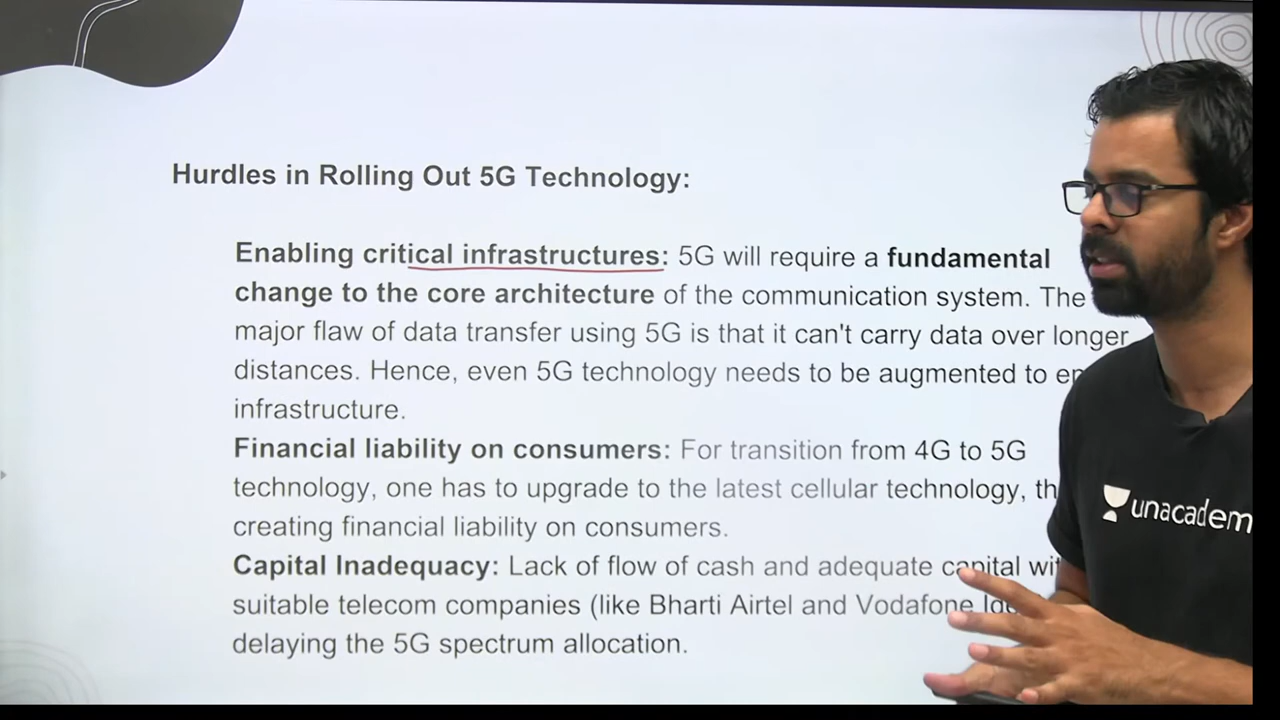 Hurdles in Rolling Out 5G Technology:
Enabling critical infrastructures: 5G will require a fundamental
change to the core architecture of the communication system. The
major flaw of data transfer using 5G is that it can't carry data over longer
distances. Hence, even 5G technology needs to be augmented to
infrastructure.
Financial liability on consumers: For transition from 4G to 5G
technology, one has to upgrade to the latest cellular technology,
creating financial liability on consumers.
Capital Inadequacy: Lack of flow of cash and adequate capital
suitable telecom companies (like Bharti Airtel and Vodafone
delaying the 5G spectrum allocation.
unacadem